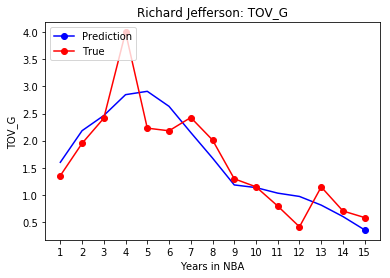 Richard Jefferson: TOV_G
Prediction
True
TOV_G
4.0
3.5
3.0
2.5
2.0
1.5
1.0
0.5
1 2 3 4 5 6 7 8 9 10 11 12 13 14 15
Years in NBA